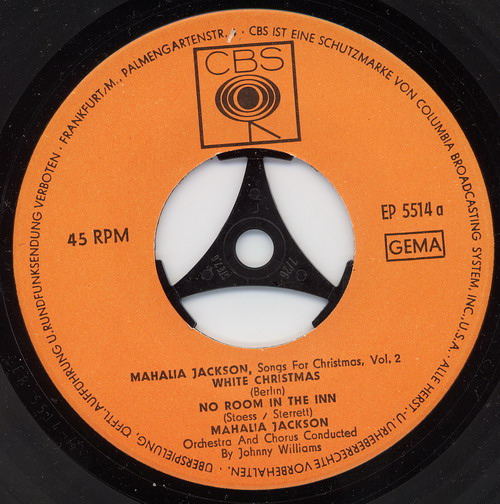 FRANKFURT/M., PALMENGARTENSTR. · CBS IST EINE SCHUTZMARKE VON COLUMBIA BROADCASTING SYSTEM, INC., U.S.A. · ALLE HERST.-U. URHEBERRECHTE VORBEHALTEN. · ÜBERSPIELUNG, ÖFFTL. AUFFÜHRUNG U. RUNDFUNKSENDUNG VERBOTEN ·
CBS
45 RPM
EP 5514 a
GEMA
MAHALIA JACKSON, Songs For Christmas, Vol. 2
WHITE CHRISTMAS
(Berlin)
NO ROOM IN THE INN
(Stoess / Sterrett)
MAHALIA JACKSON
Orchestra And Chorus Conducted
By Johnny Williams